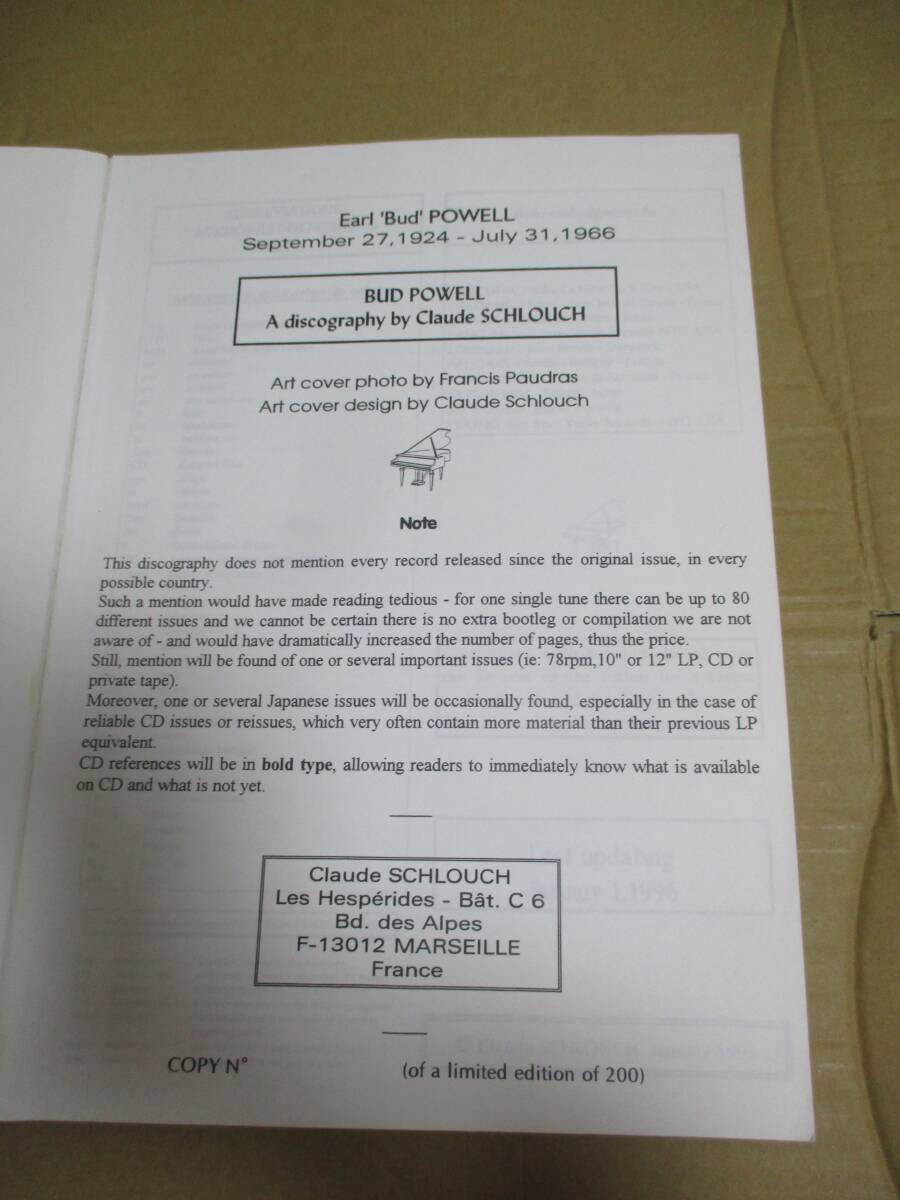 Earl 'Bud' POWELL
September 27,1924 - July 31,1966
BUD POWELL
A discography by Claude SCHLOUCH
Art cover photo by Francis Paudras
Art cover design by Claude Schlouch
Note
This discography does not mention every record released since the original issue, in every
possible country.
Such a mention would have made reading tedious - for one single tune there can be up to 80
different issues and we cannot be certain there is no extra bootleg or compilation we are not
aware of - and would have dramatically increased the number of pages, thus the price.
Still, mention will be found of one or several important issues (ie: 78rpm,10" or 12" LP, CD or
private tape).
Moreover, one or several Japanese issues will be occasionally found, especially in the case of
reliable CD issues or reissues, which very often contain more material than their previous LP
equivalent.
CD references will be in bold type, allowing readers to immediately know what is available
on CD and what is not yet.
Claude SCHLOUCH
Les Hespérides - Bât. C 6
Bd. des Alpes
F-13012 MARSEILLE
France
COPY N° (of a limited edition of 200)